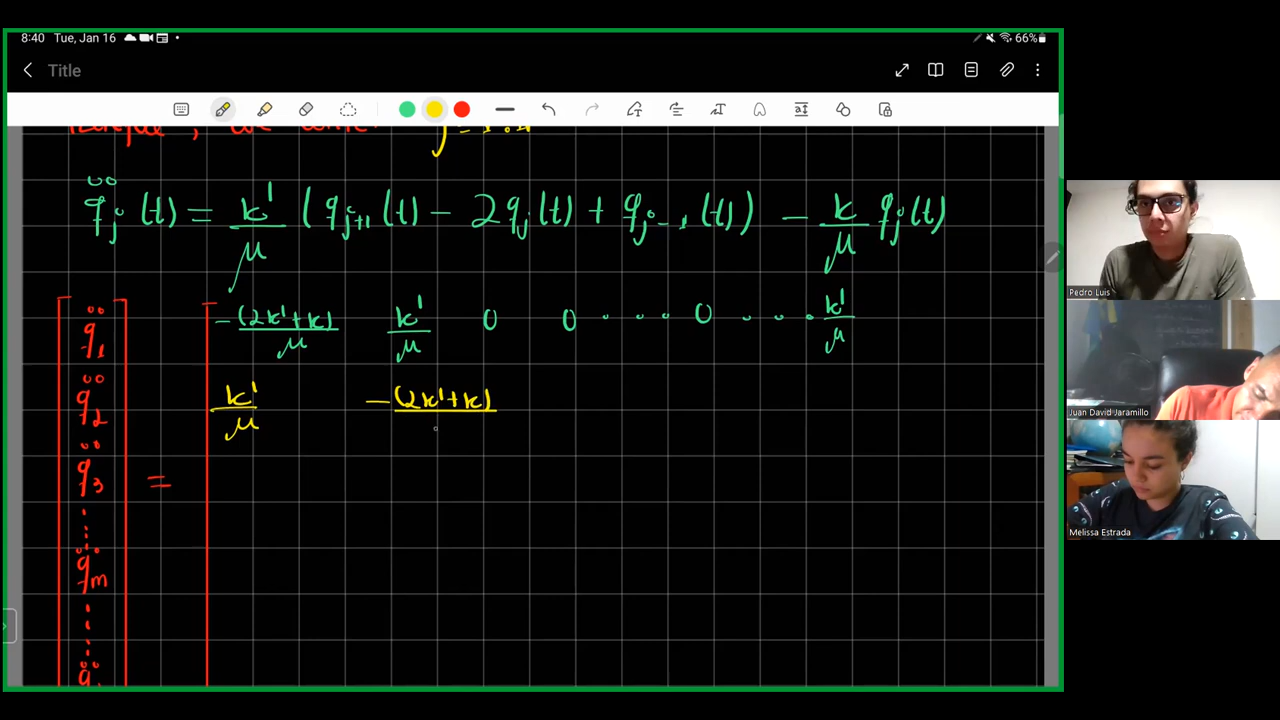 8:40 Tue, Jan 16
66%
Title
q̈j(t) = k'/μ (qj+1(t) − 2qj(t) + qj−1(t)) − k/μ qj(t)
q̈1 −(2k'+k)/μ k'/μ 0 0 ... 0 ... k'/μ
q̈2 k'/μ −(2k'+k)
q̈3 =
⋮
q̈m
⋮
Pedro Luis
Juan David Jaramillo
Melissa Estrada